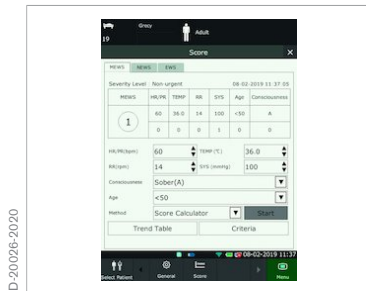 Grecy
Adult
19
Score
MEWS NEWS EWS
Severity Level Non-urgent 08-02-2019 11:37:05
MEWS HR/PR TEMP RR SYS Age Consciousness
1
60 36.0 14 100 <50 A
0 0 0 1 0 0
HR/PR(bpm) 60 TEMP(°C) 36.0
RR(rpm) 14 SYS (mmHg) 100
Consciousness Sober(A)
Age <50
Method Score Calculator Start
Trend Table Criteria
08-02-2019 11:37
Select Patient General Score Menu
D-20026-2020